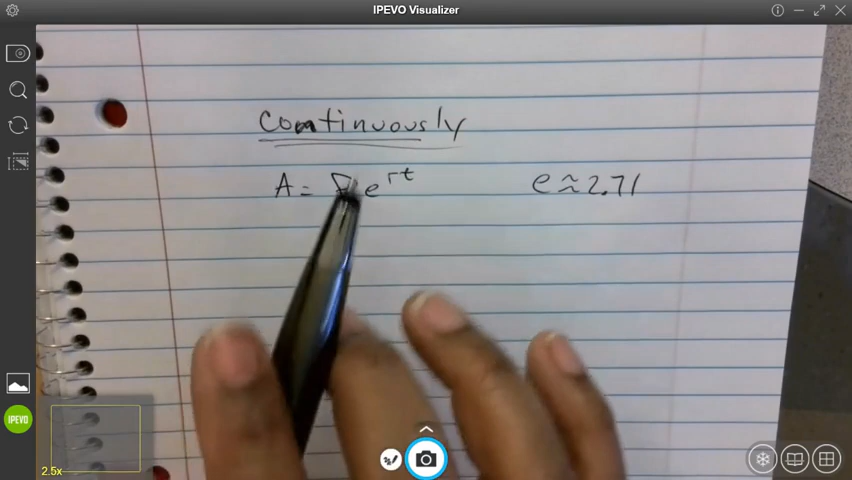 IPEVO Visualizer
Continuously
A = P e^rt e ≈ 2.71
IPEVO
2.5x